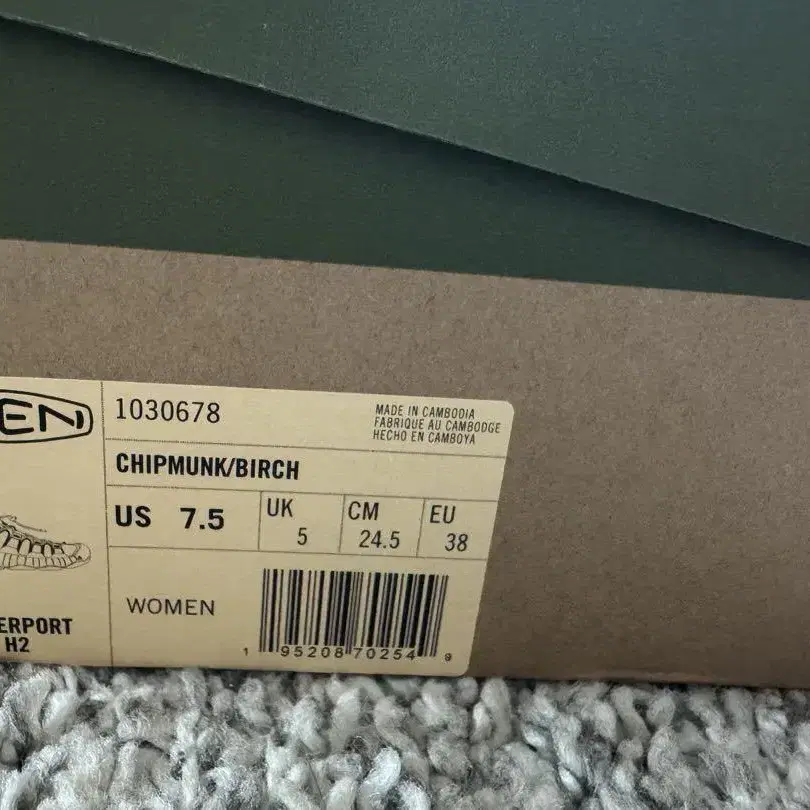 EN
1030678
MADE IN CAMBODIA
FABRIQUE AU CAMBODGE
HECHO EN CAMBOYA
CHIPMUNK/BIRCH
US 7.5
UK 5
CM 24.5
EU 38
WOMEN
ERPORT
H2
1 95208 70254 9